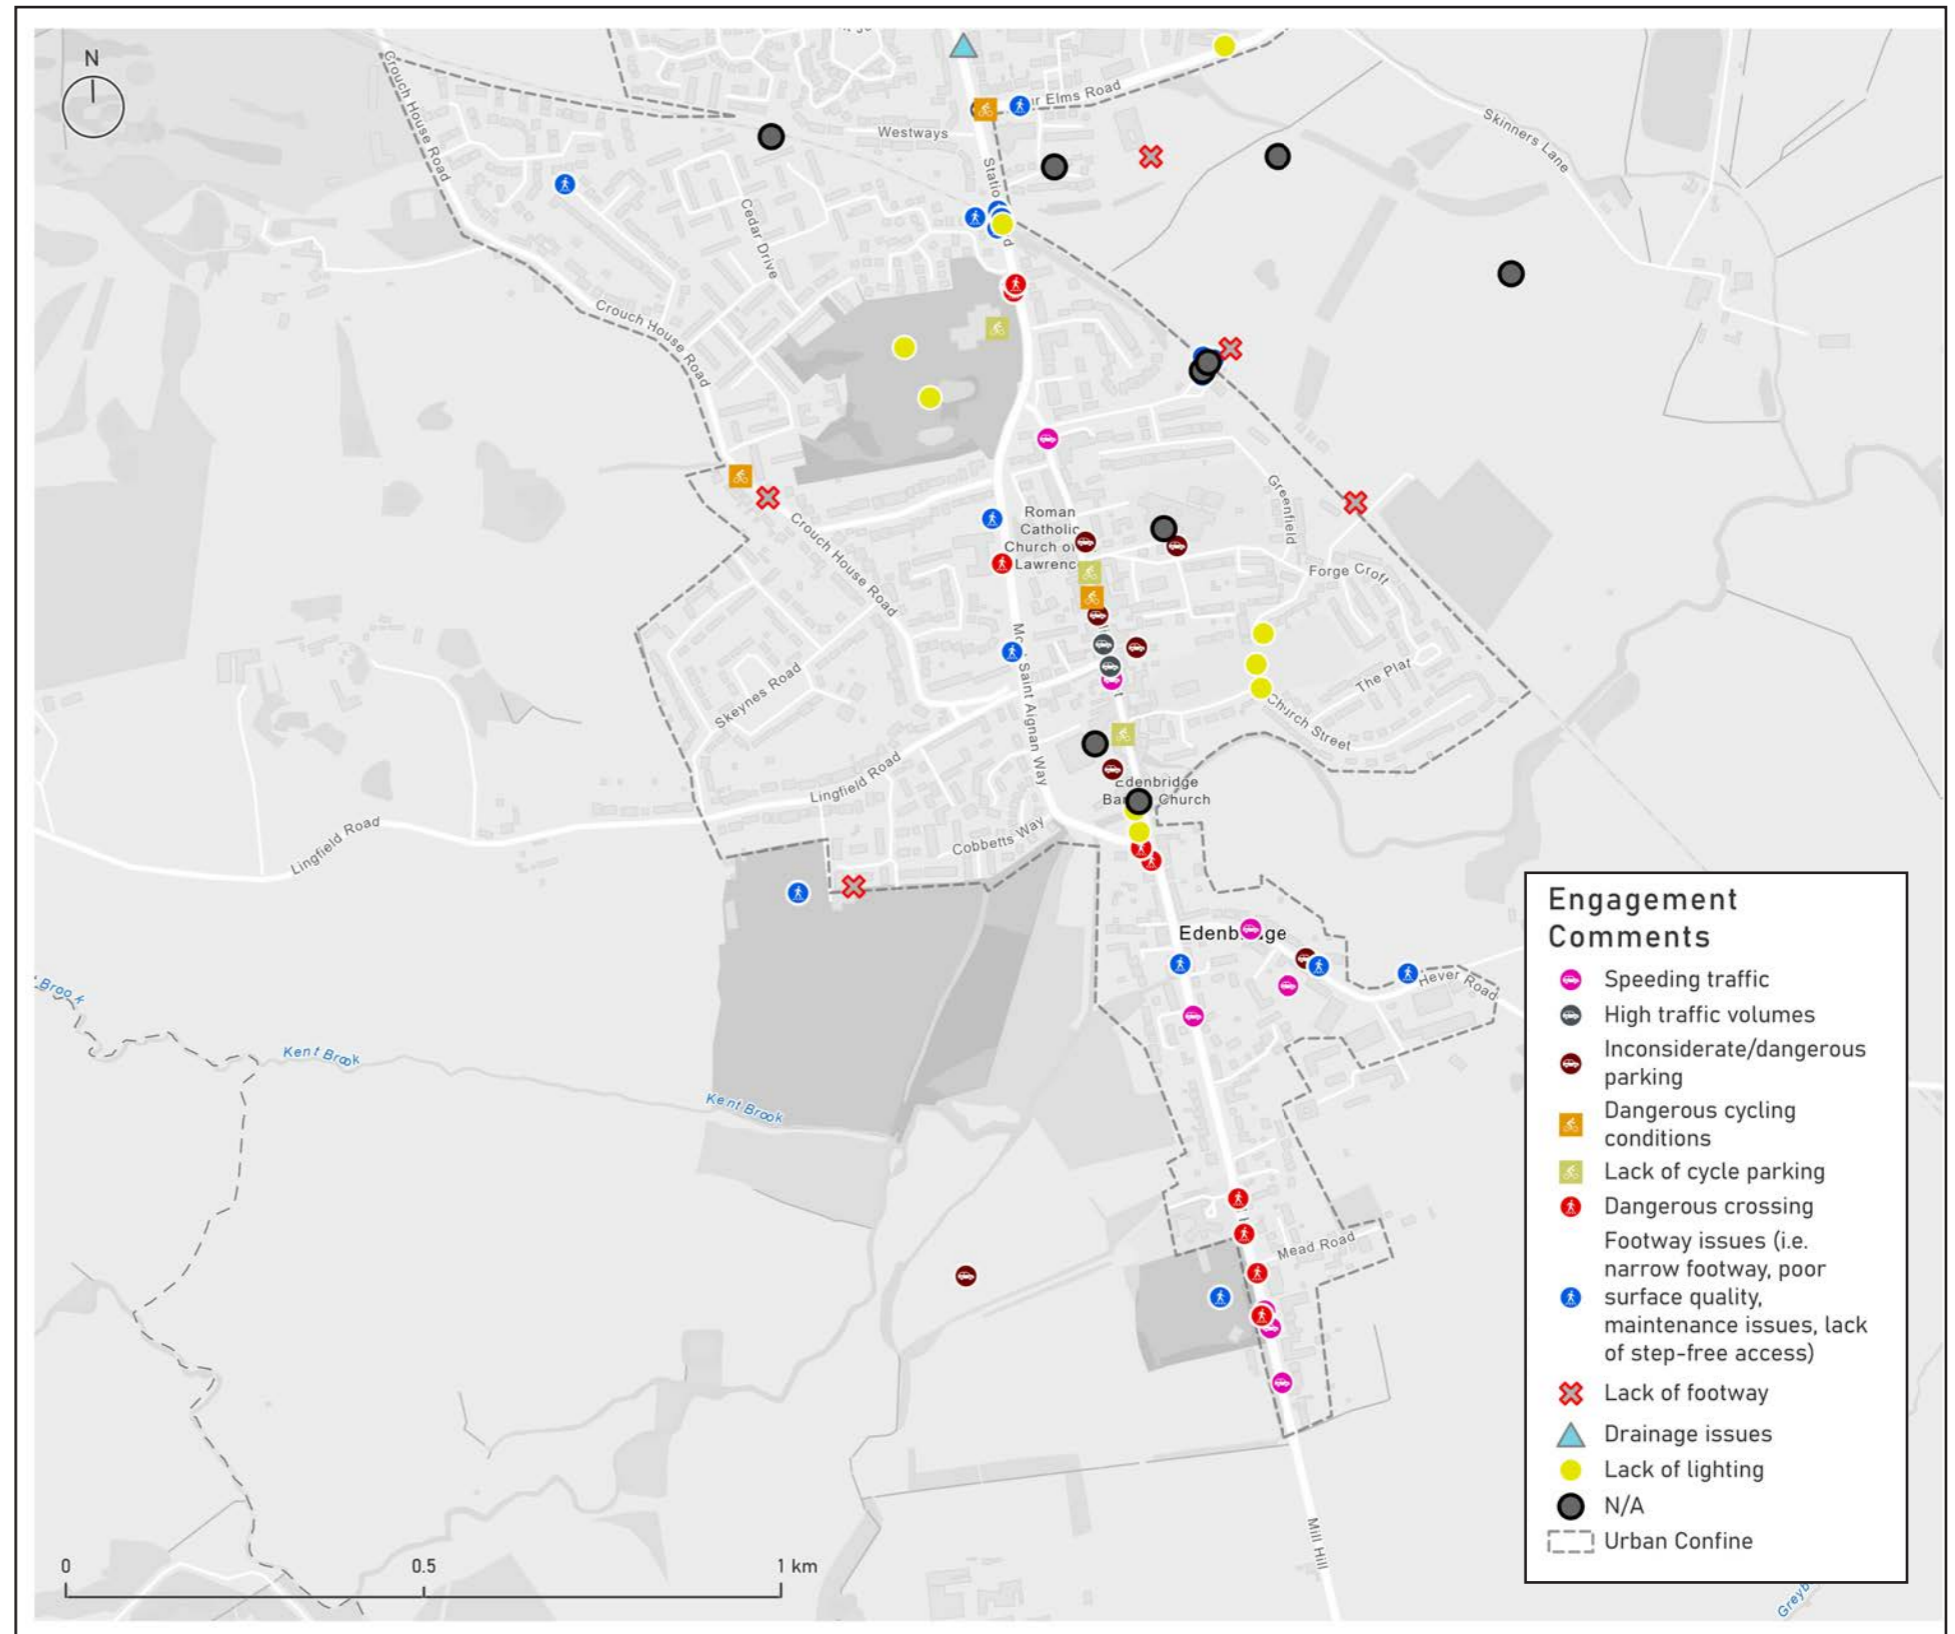 N
Crouch House Road
Westways
Elms Road
Skinners Lane
Cedar Drive
Crouch House Road
Roman
Catholic
Church of
Lawrenc
Greenfield
Forge Croft
Crouch House Road
Skeynes Road
Saint Aignan Way
The Plat
Church Street
Lingfield Road
Lingfield Road
Edenbridge
Church
Cobbetts Way
Hever Road
Brook
Kent Brook
Kent Brook
Mead Road
Mill Hill
0 0.5 1 km
Engagement
Comments
Speeding traffic
High traffic volumes
Inconsiderate/dangerous
parking
Dangerous cycling
conditions
Lack of cycle parking
Dangerous crossing
Footway issues (i.e.
narrow footway, poor
surface quality,
maintenance issues, lack
of step-free access)
Lack of footway
Drainage issues
Lack of lighting
N/A
Urban Confine